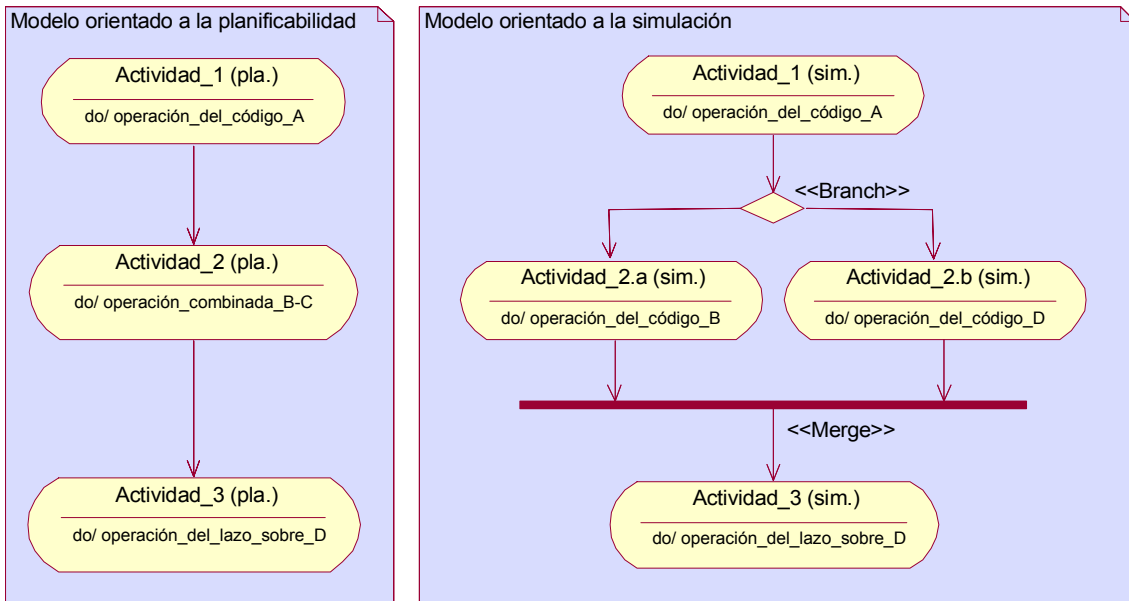 Modelo orientado a la planificabilidad
Actividad_1 (pla.)
do/ operación_del_código_A
Actividad_2 (pla.)
do/ operación_combinada_B-C
Actividad_3 (pla.)
do/ operación_del_lazo_sobre_D
Modelo orientado a la simulación
Actividad_1 (sim.)
do/ operación_del_código_A
<<Branch>>
Actividad_2.a (sim.)
do/ operación_del_código_B
Actividad_2.b (sim.)
do/ operación_del_código_D
<<Merge>>
Actividad_3 (sim.)
do/ operación_del_lazo_sobre_D